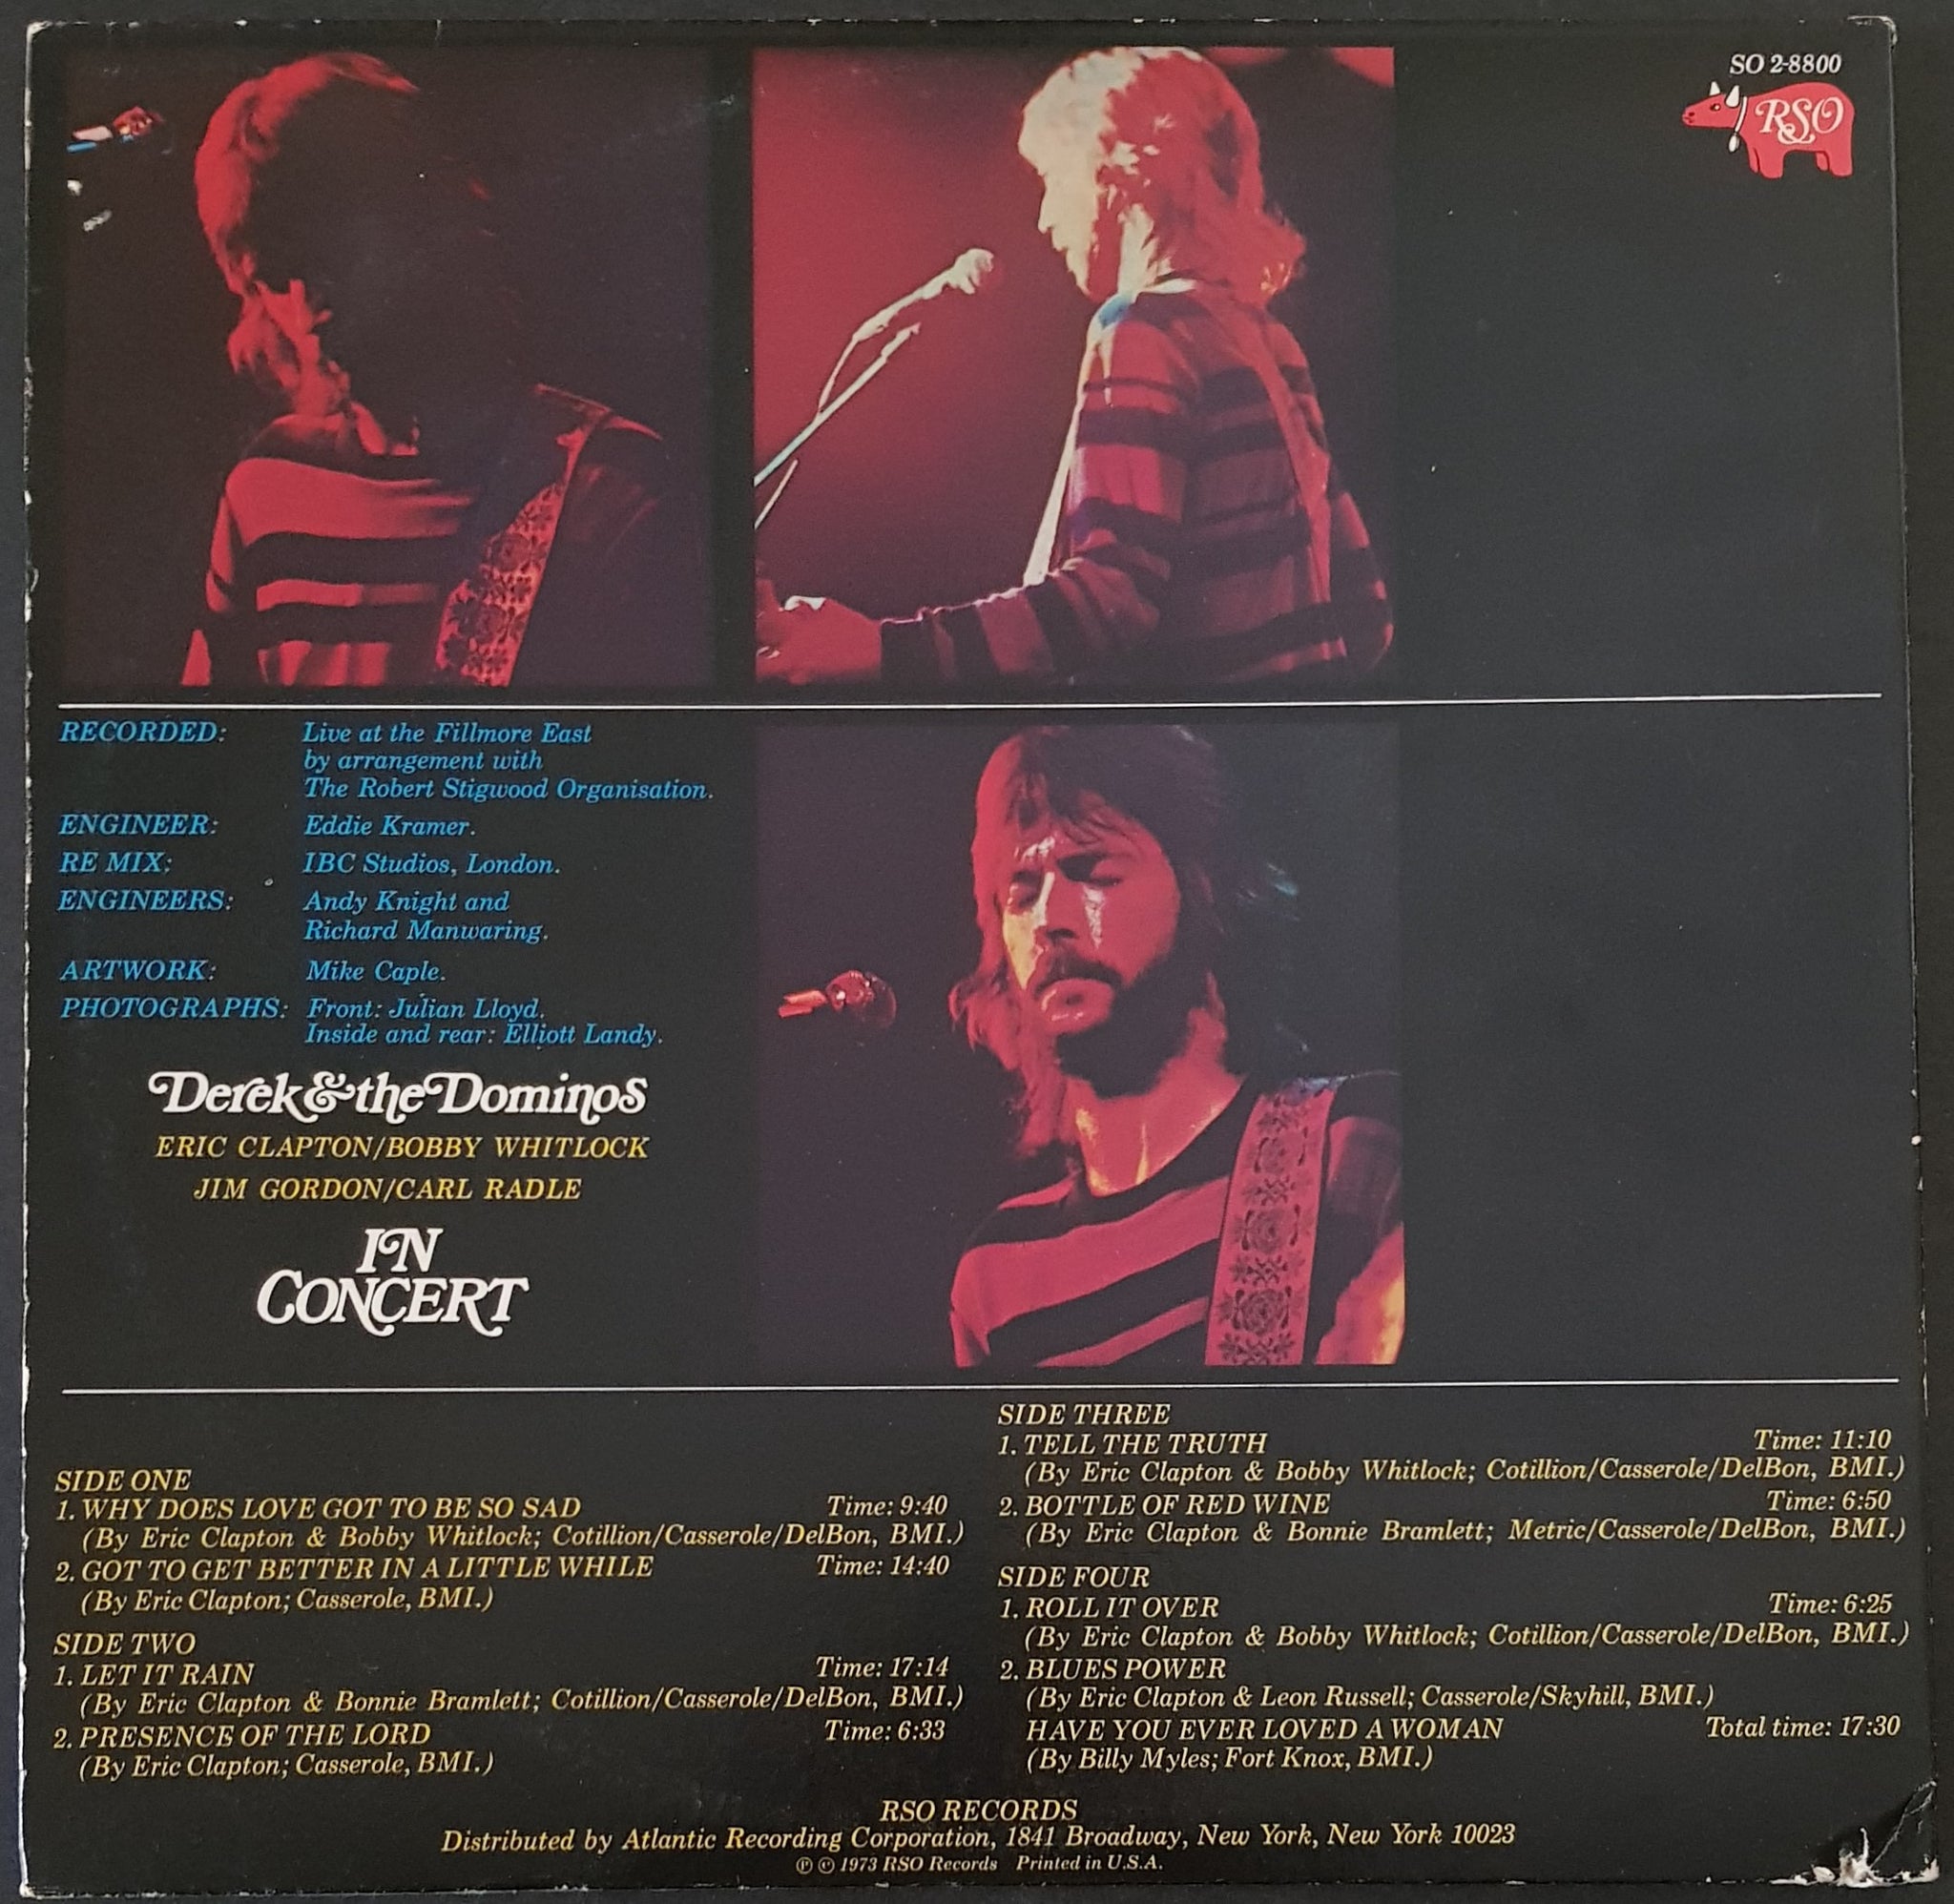 SO 2-8800
RSO
RECORDED: Live at the Fillmore East
by arrangement with
The Robert Stigwood Organisation.
ENGINEER: Eddie Kramer.
RE MIX: IBC Studios, London.
ENGINEERS: Andy Knight and
Richard Manwaring.
ARTWORK: Mike Caple.
PHOTOGRAPHS: Front: Julian Lloyd.
Inside and rear: Elliott Landy.
Derek & the Dominos
ERIC CLAPTON/BOBBY WHITLOCK
JIM GORDON/CARL RADLE
IN
CONCERT
SIDE ONE
1. WHY DOES LOVE GOT TO BE SO SAD Time: 9:40
(By Eric Clapton & Bobby Whitlock; Cotillion/Casserole/DelBon, BMI.)
2. GOT TO GET BETTER IN A LITTLE WHILE Time: 14:40
(By Eric Clapton; Casserole, BMI.)
SIDE TWO
1. LET IT RAIN Time: 17:14
(By Eric Clapton & Bonnie Bramlett; Cotillion/Casserole/DelBon, BMI.)
2. PRESENCE OF THE LORD Time: 6:33
(By Eric Clapton; Casserole, BMI.)
SIDE THREE
1. TELL THE TRUTH Time: 11:10
(By Eric Clapton & Bobby Whitlock; Cotillion/Casserole/DelBon, BMI.)
2. BOTTLE OF RED WINE Time: 6:50
(By Eric Clapton & Bonnie Bramlett; Metric/Casserole/DelBon, BMI.)
SIDE FOUR
1. ROLL IT OVER Time: 6:25
(By Eric Clapton & Bobby Whitlock; Cotillion/Casserole/DelBon, BMI.)
2. BLUES POWER
(By Eric Clapton & Leon Russell; Casserole/Skyhill, BMI.)
HAVE YOU EVER LOVED A WOMAN Total time: 17:30
(By Billy Myles; Fort Knox, BMI.)
RSO RECORDS
Distributed by Atlantic Recording Corporation, 1841 Broadway, New York, New York 10023
℗ © 1973 RSO Records Printed in U.S.A.